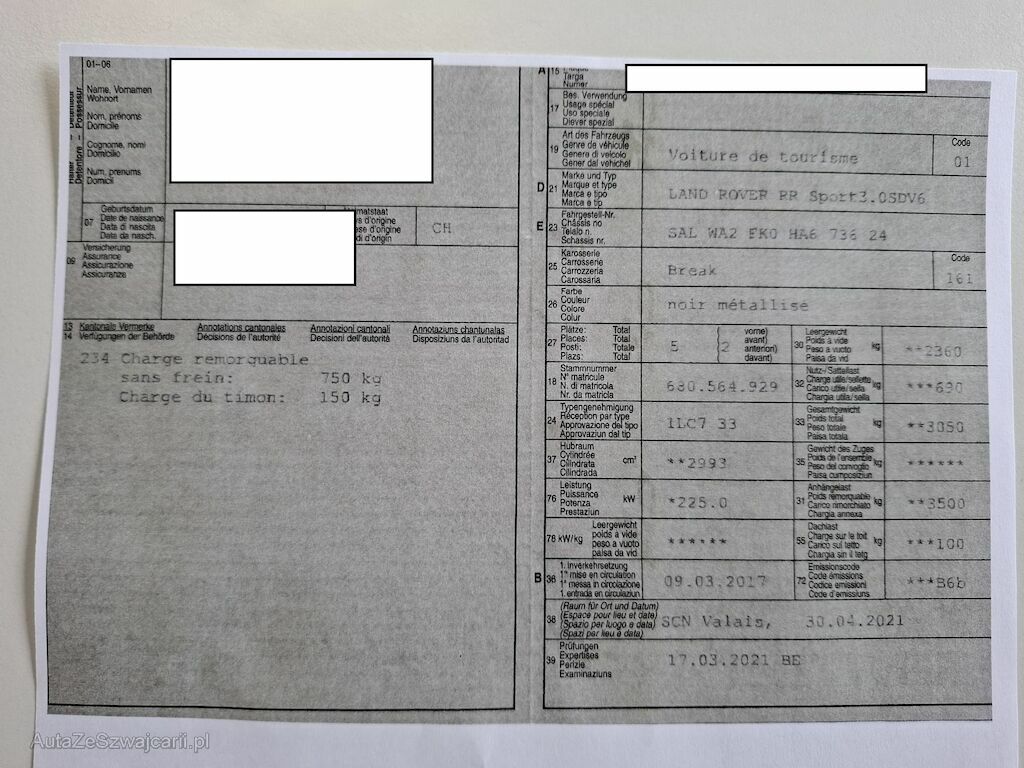 01-06
Name, Vornamen
Wohnort
Nom, prénoms
Domicile
Cognome, nomi
Domicilio
Num, prenums
Domicil
Détenteur – Possessur
Halter – Detentore
07
Geburtsdatum
Date de naissance
Data di nascita
Data da nasch.
CH
09
Versicherung
Assurance
Assicurazione
Assicuranza
13 Kantonale Vermerke Annotations cantonales Annotazioni cantonali Annotaziuns chantunalas
14 Verfügungen der Behörde Décisions de l'autorité Decisioni dell'autorità Disposiziuns da l'autoritad
234 Charge remorquable
sans frein: 750 kg
Charge du timon: 150 kg
A 15
Targa
Numer
17
Bes. Verwendung
Usage spécial
Uso speciale
Diever spezial
19
Art des Fahrzeugs
Genre de véhicule
Genere di veicolo
Gener dal vehichel
Voiture de tourisme
Code
01
D 21
Marke und Typ
Marque et type
Marca e tipo
Marca e tip
LAND ROVER RR Sport3.0SDV6
E 23
Fahrgestell-Nr.
Châssis no
Telaio n.
Schassis nr.
SAL WA2 FK0 HA6 736 24
25
Karosserie
Carrosserie
Carrozzeria
Carossaria
Break
Code
161
26
Farbe
Couleur
Colore
Colur
noir métallisé
27
Plätze: Total
Places: Total
Posti: Totale
Plazs: Total
5 (2
vorne)
avant)
anteriori)
davant)
30
Leergewicht
Poids à vide
Peso a vuoto
Paisa da vid
kg
**2360
18
Stammnummer
N° matricule
N. di matricola
Nr. da matricla
680.564.929
32
Nutz-/Sattellast
Charge utile/sellette
Carico utile/sella
Chargia utila/sella
kg
***690
24
Typengenehmigung
Réception par type
Approvazione del tipo
Approvaziun dal tip
1LC7 33
33
Gesamtgewicht
Poids total
Peso totale
Paisa totala
kg
**3050
37
Hubraum
Cylindrée
Cilindrata
Cilindrada
cm³
**2993
35
Gewicht des Zuges
Poids de l'ensemble
Peso del convoglio
Paisa cumposiziun
kg
******
76
Leistung
Puissance
Potenza
Prestaziun
kW
*225.0
31
Anhängelast
Poids remorquable
Carico rimorchiato
Chargia annexa
kg
**3500
78 kW/kg
Leergewicht
poids à vide
peso a vuoto
paisa da vid
******
55
Dachlast
Charge sur le toit
Carico sul tetto
Chargia sin il tetg
kg
***100
B 36
1. Inverkehrsetzung
1re mise en circulation
1a messa in circolazione
1. entrada en circulaziun
09.03.2017
72
Emissionscode
Code émissions
Codice emissioni
Code d'emissiuns
***B6b
38
(Raum für Ort und Datum)
(Espace pour lieu et date)
(Spazio per luogo e data)
(Spazi per lieu e data)
SCN Valais, 30.04.2021
39
Prüfungen
Expertises
Perizie
Examinaziuns
17.03.2021 BE
AutaZeSzwajcarii.pl